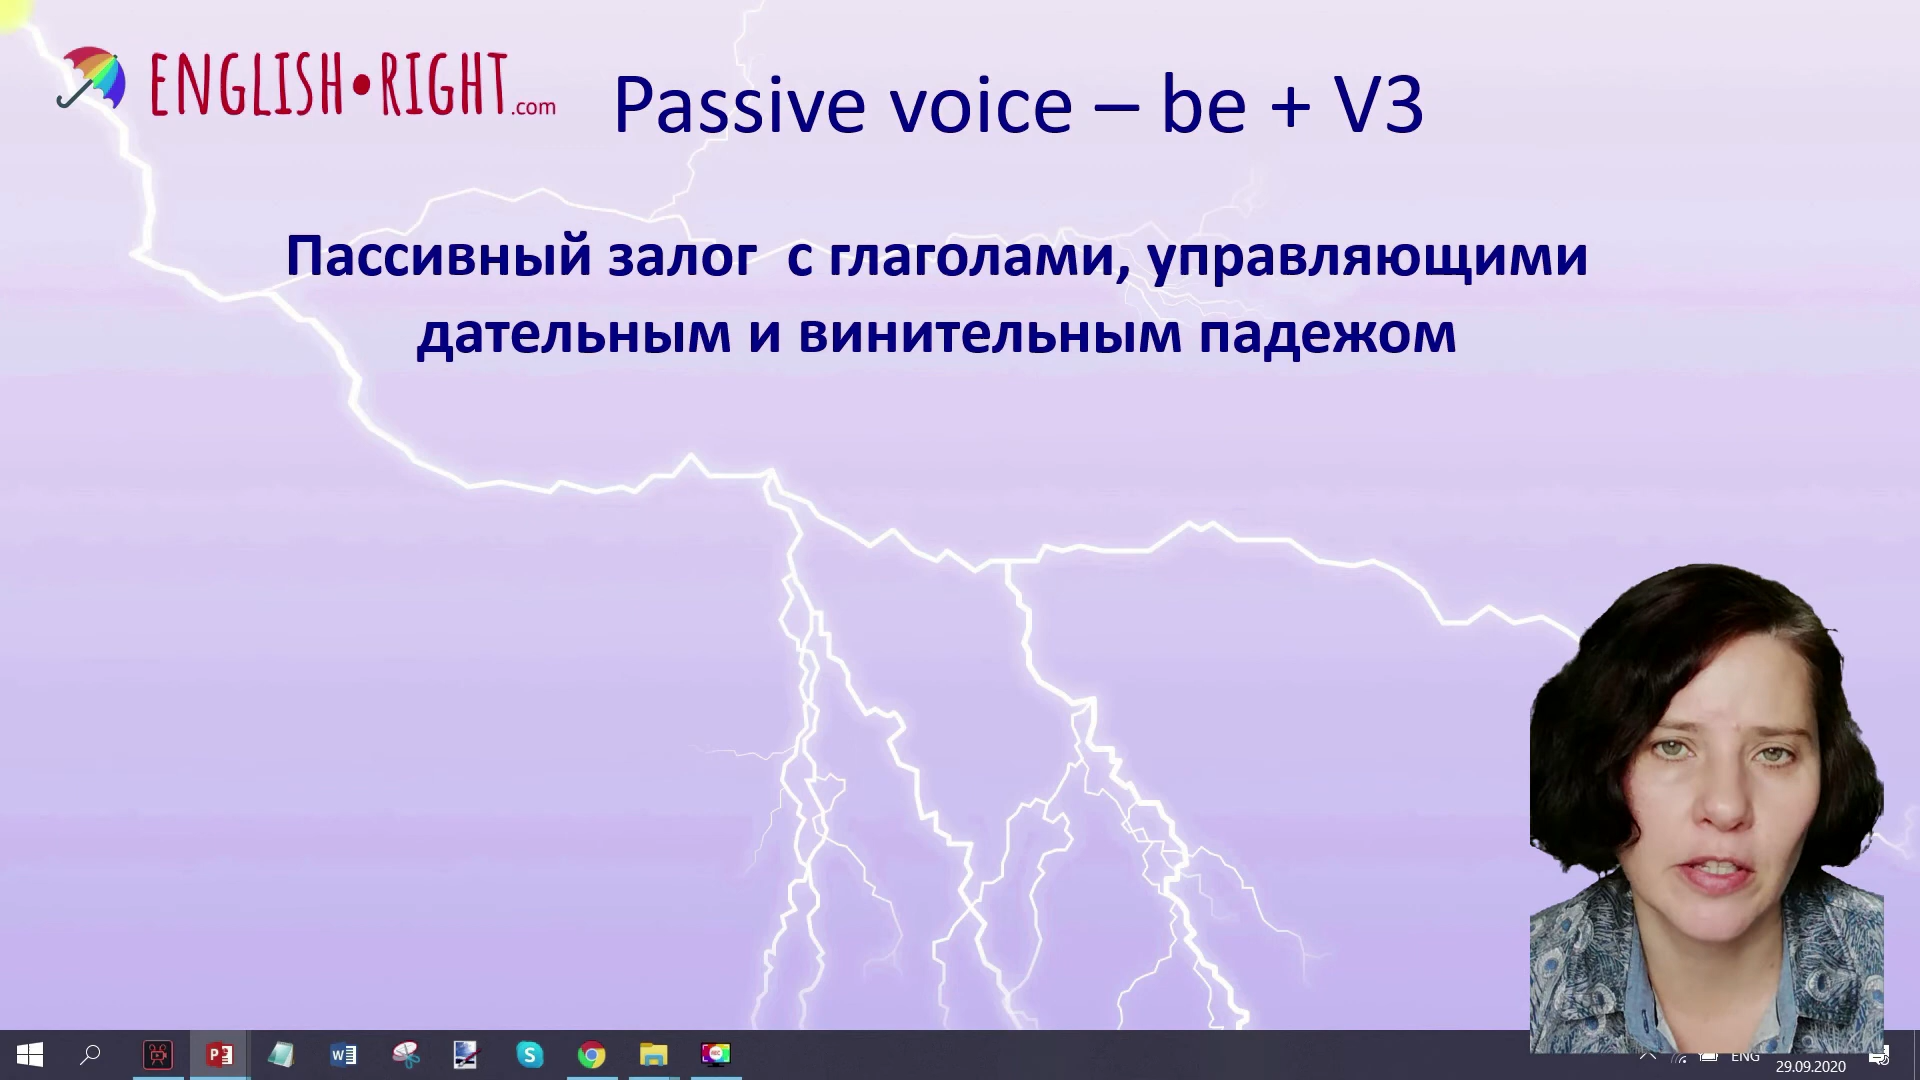 ENGLISH•RIGHT.com
Passive voice – be + V3
Пассивный залог с глаголами, управляющими
дательным и винительным падежом
ENG
29.09.2020